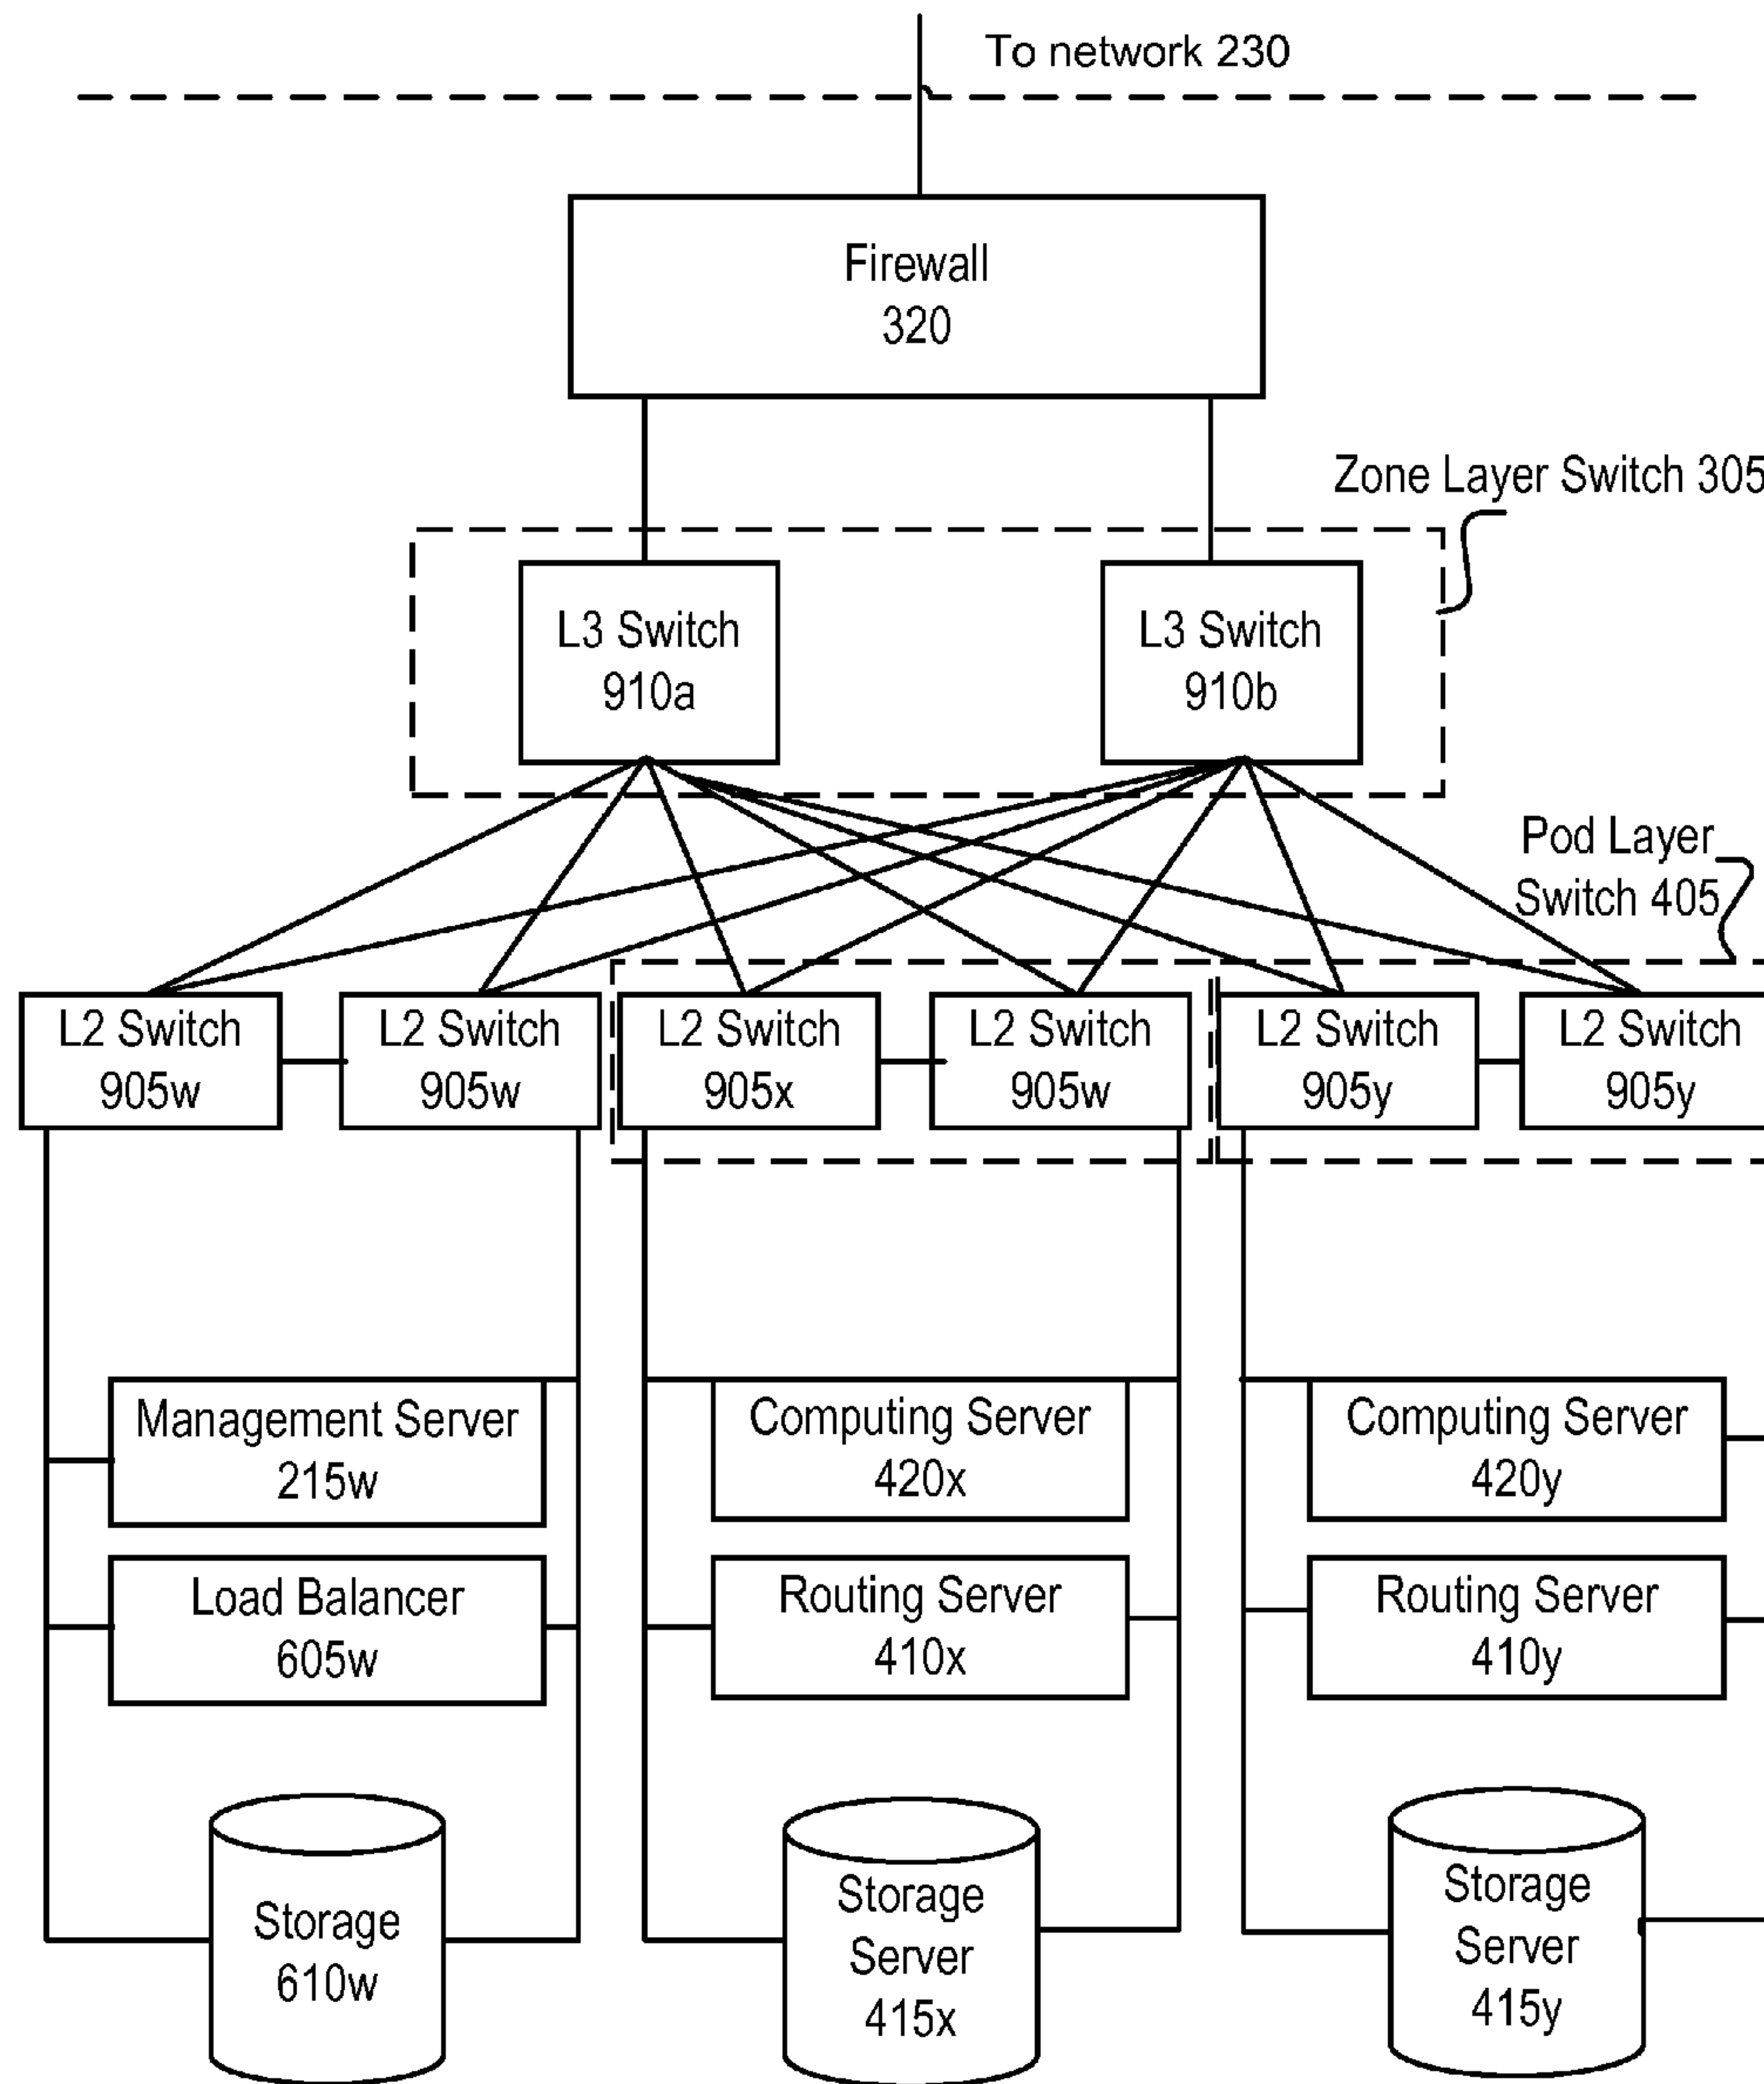 To network 230
Firewall
320
Zone Layer Switch 305
L3 Switch
910a
L3 Switch
910b
Pod Layer
Switch 405
L2 Switch
905w
L2 Switch
905w
L2 Switch
905x
L2 Switch
905w
L2 Switch
905y
L2 Switch
905y
Management Server
215w
Computing Server
420x
Computing Server
420y
Load Balancer
605w
Routing Server
410x
Routing Server
410y
Storage
610w
Storage
Server
415x
Storage
Server
415y